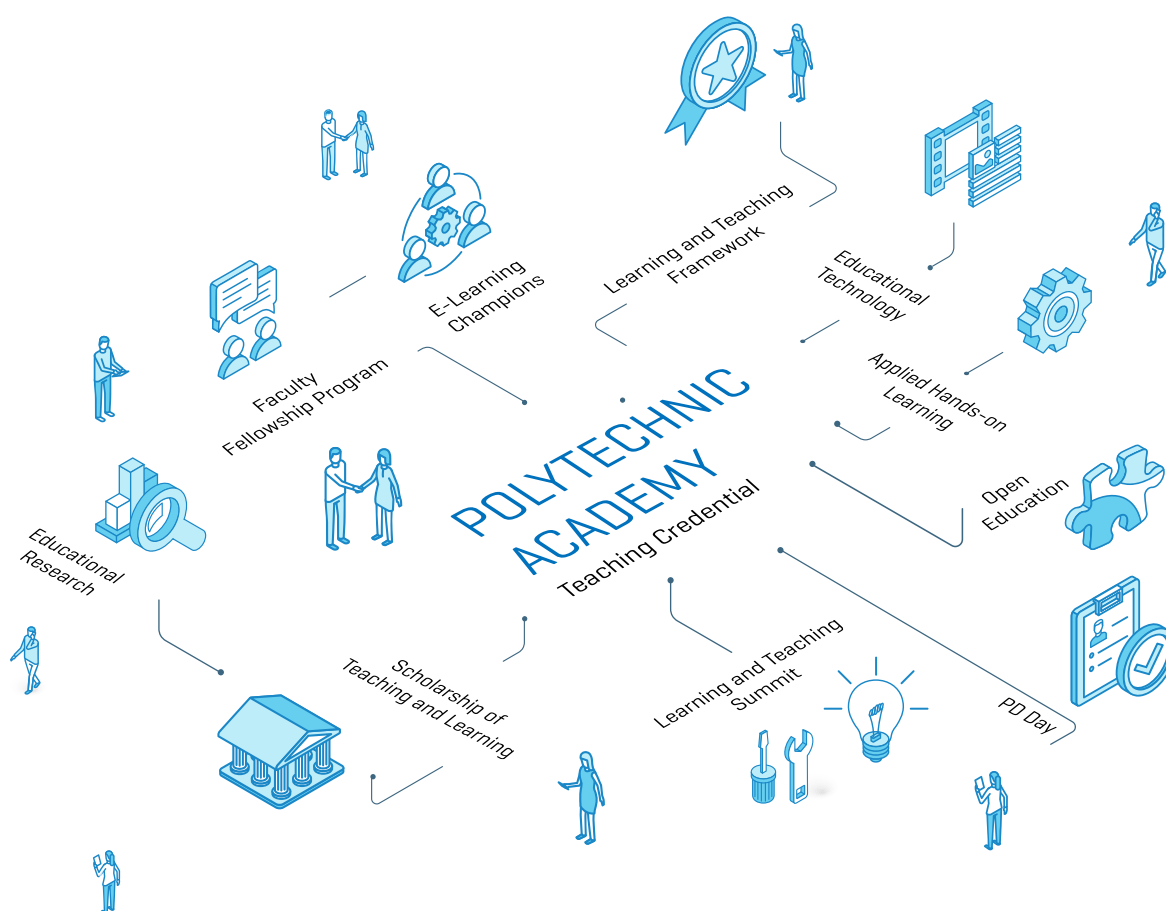 Learning and Teaching
Framework
Educational
Technology
E-Learning
Champions
Faculty
Fellowship Program
Applied Hands-on
Learning
POLYTECHNIC
ACADEMY
Teaching Credential
Open
Education
Educational
Research
Scholarship of
Teaching and Learning
Learning and Teaching
Summit
PD Day